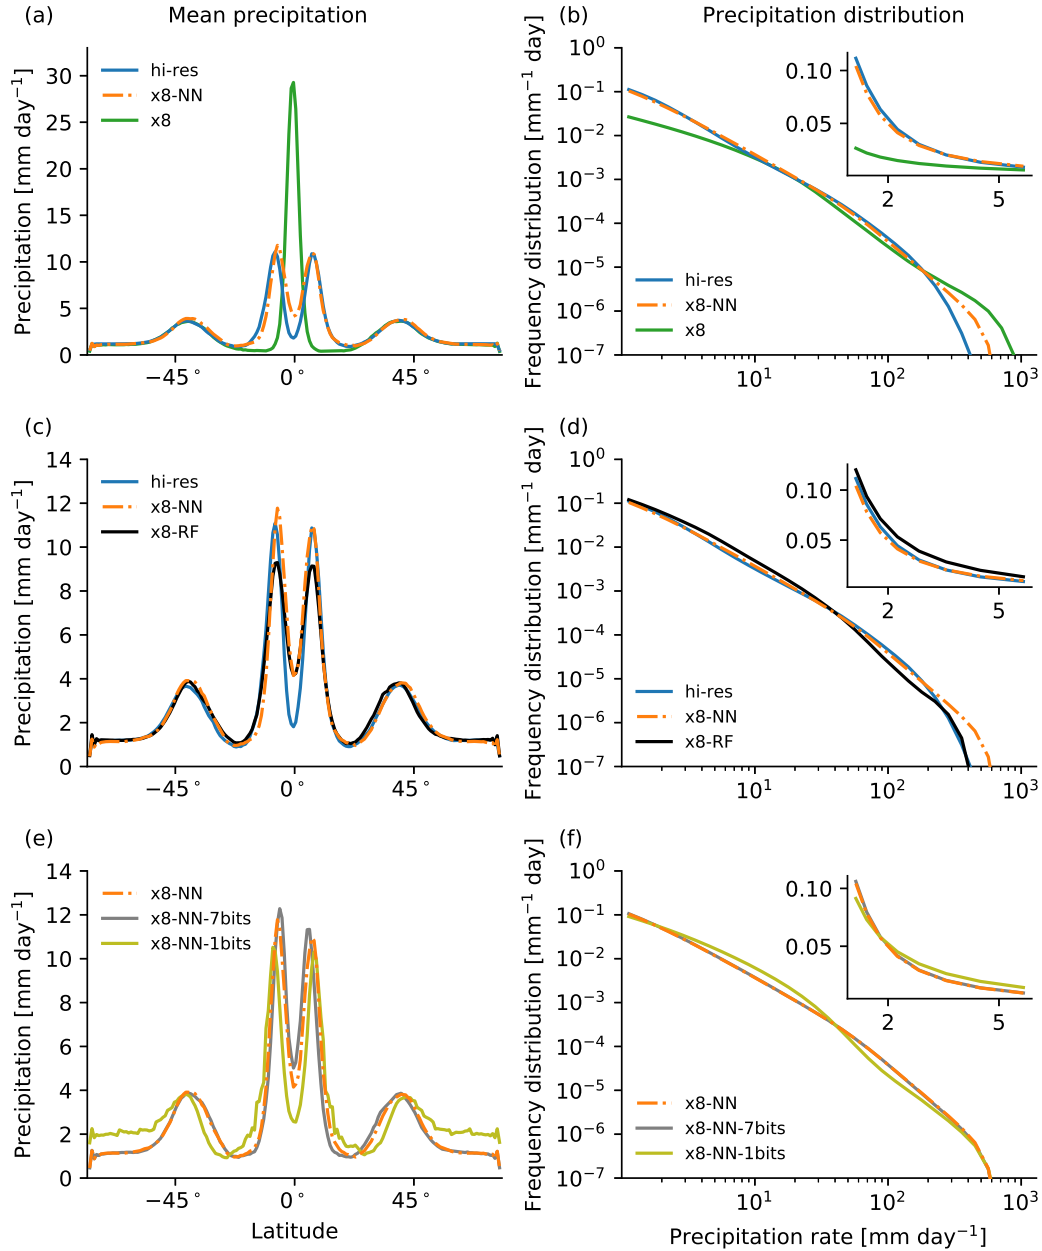 (a)
Mean precipitation
Precipitation [mm day⁻¹]
30
25
20
15
10
5
0
hi-res
x8-NN
x8
−45°
0°
45°
(b)
Precipitation distribution
Frequency distribution [mm⁻¹ day]
10⁰
10⁻¹
10⁻²
10⁻³
10⁻⁴
10⁻⁵
10⁻⁶
10⁻⁷
0.10
0.05
2
5
hi-res
x8-NN
x8
10¹
10²
10³
(c)
Precipitation [mm day⁻¹]
14
12
10
8
6
4
2
0
hi-res
x8-NN
x8-RF
−45°
0°
45°
(d)
Frequency distribution [mm⁻¹ day]
10⁰
10⁻¹
10⁻²
10⁻³
10⁻⁴
10⁻⁵
10⁻⁶
10⁻⁷
0.10
0.05
2
5
hi-res
x8-NN
x8-RF
10¹
10²
10³
(e)
Precipitation [mm day⁻¹]
14
12
10
8
6
4
2
0
x8-NN
x8-NN-7bits
x8-NN-1bits
−45°
0°
45°
Latitude
(f)
Frequency distribution [mm⁻¹ day]
10⁰
10⁻¹
10⁻²
10⁻³
10⁻⁴
10⁻⁵
10⁻⁶
10⁻⁷
0.10
0.05
2
5
x8-NN
x8-NN-7bits
x8-NN-1bits
10¹
10²
10³
Precipitation rate [mm day⁻¹]